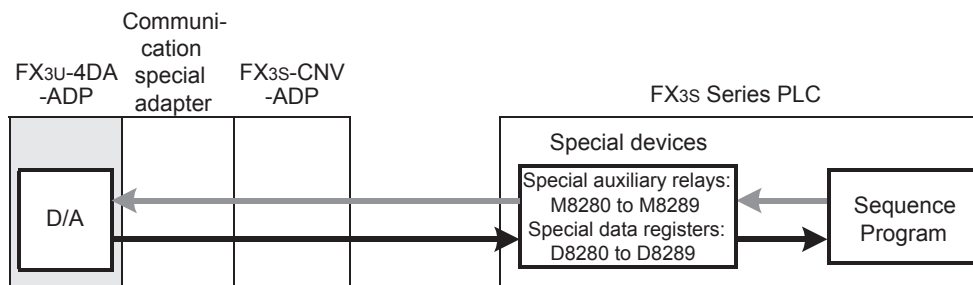 Communi-
cation
special
adapter
FX3U-4DA
-ADP
FX3S-CNV
-ADP
FX3S Series PLC
Special devices
Special auxiliary relays:
M8280 to M8289
Special data registers:
D8280 to D8289
D/A
Sequence
Program